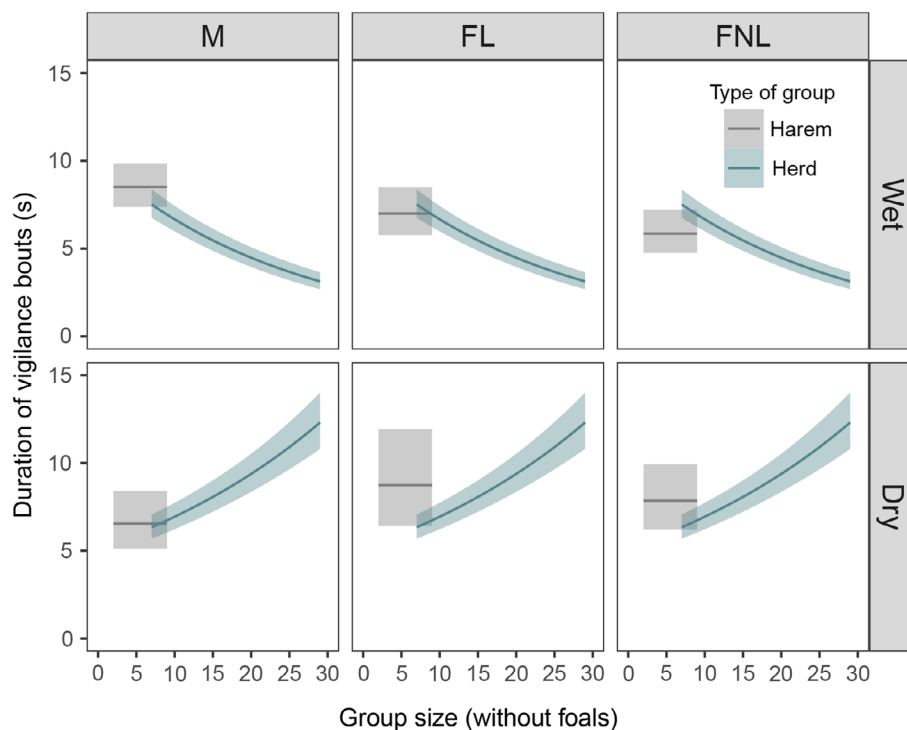 M FL FNL
15
10
5
0
Type of group
Harem
Herd
Wet
15
10
5
0
Dry
Duration of vigilance bouts (s)
0 5 10 15 20 25 30 0 5 10 15 20 25 30 0 5 10 15 20 25 30
Group size (without foals)